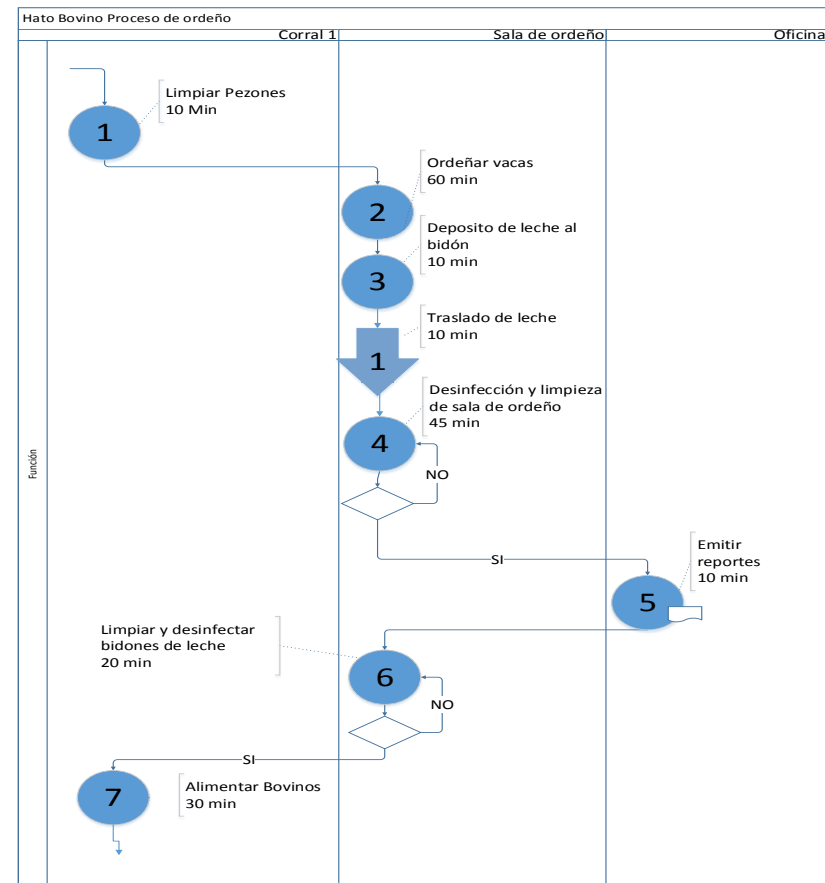 Hato Bovino Proceso de ordeño
Corral 1
Sala de ordeño
Oficina
Función
Limpiar Pezones
10 Min
1
Ordeñar vacas
60 min
2
Deposito de leche al
bidón
10 min
3
Traslado de leche
10 min
1
Desinfección y limpieza
de sala de ordeño
45 min
4
NO
SI
Emitir
reportes
10 min
5
Limpiar y desinfectar
bidones de leche
20 min
6
NO
SI
Alimentar Bovinos
30 min
7